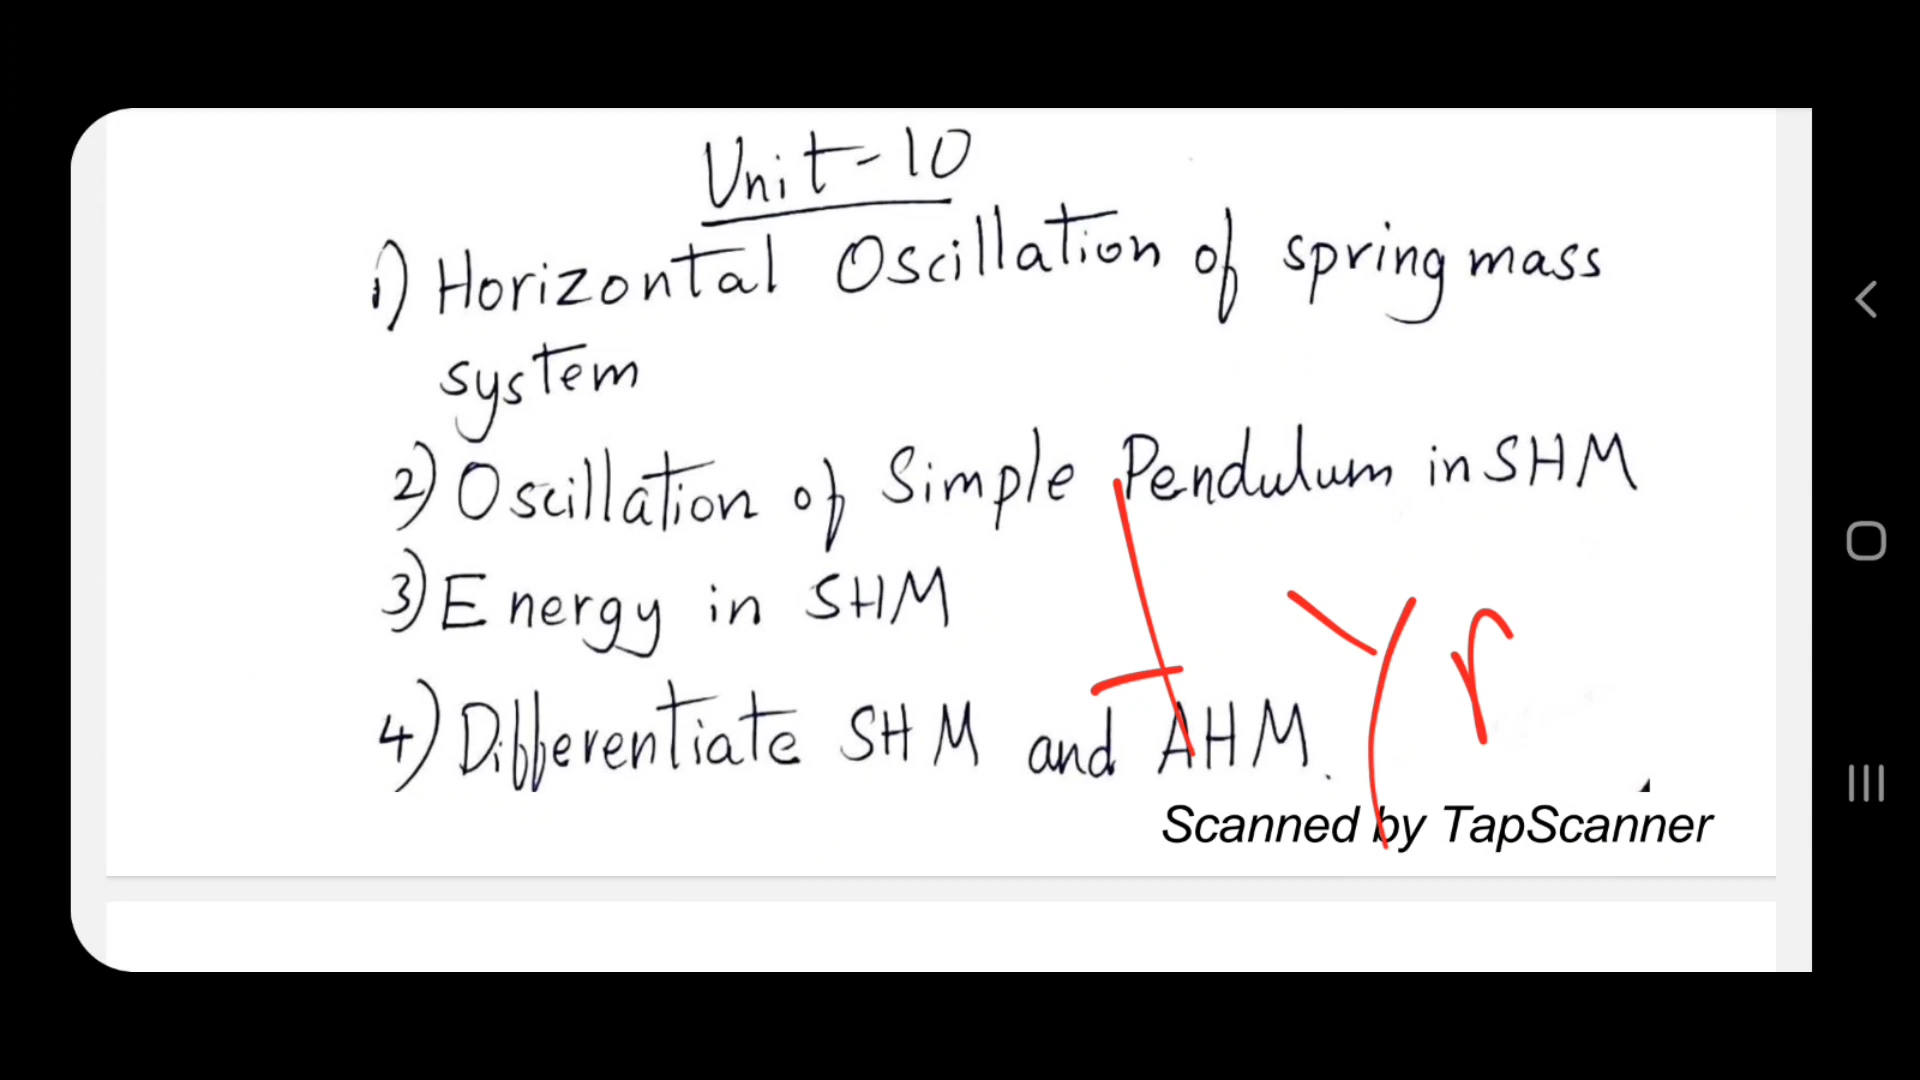 Unit-10
1) Horizontal Oscillation of spring mass
system
2) Oscillation of Simple Pendulum in SHM
3) Energy in SHM
4) Differentiate SHM and AHM.
Yr
Scanned by TapScanner